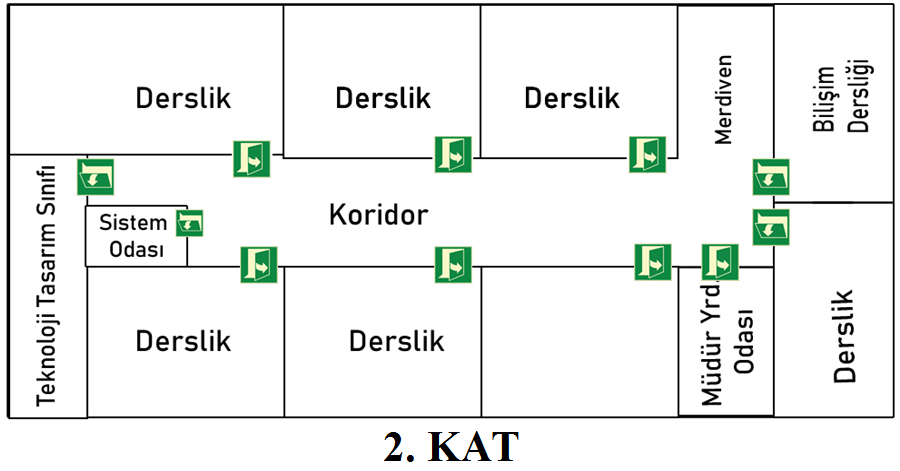 Derslik
Derslik
Derslik
Merdiven
Bilişim
Dersliği
Teknoloji Tasarım Sınıfı
Sistem
Odası
Koridor
Derslik
Derslik
Müdür Yrd.
Odası
Derslik
2. KAT